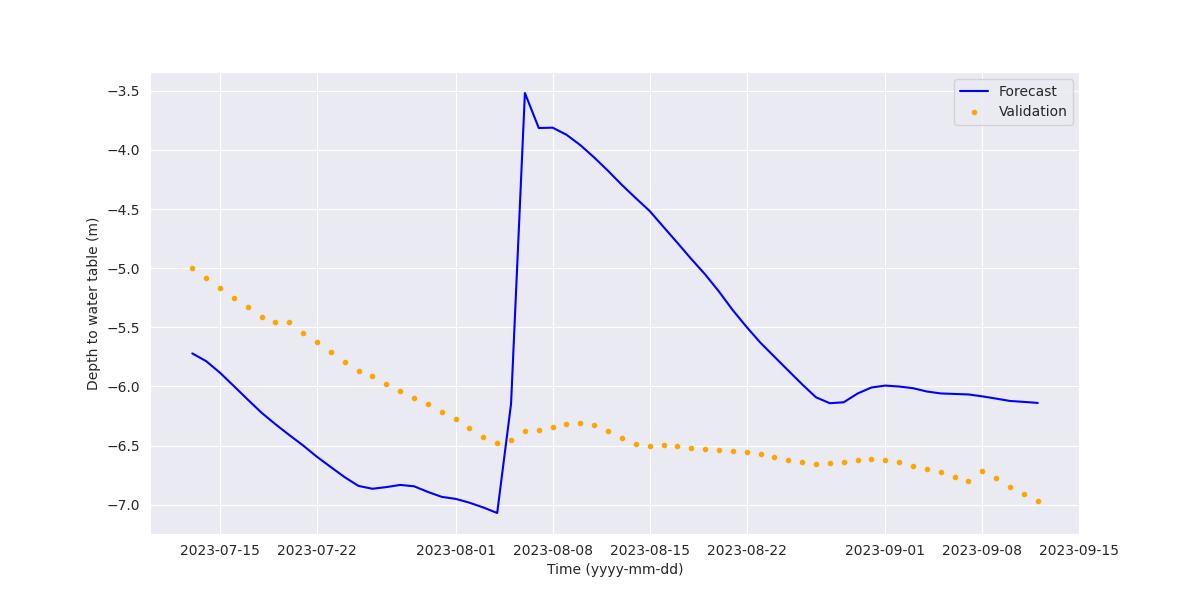 Forecast
Validation
Depth to water table (m)
−3.5
−4.0
−4.5
−5.0
−5.5
−6.0
−6.5
−7.0
2023-07-15 2023-07-22 2023-08-01 2023-08-08 2023-08-15 2023-08-22 2023-09-01 2023-09-08 2023-09-15
Time (yyyy-mm-dd)